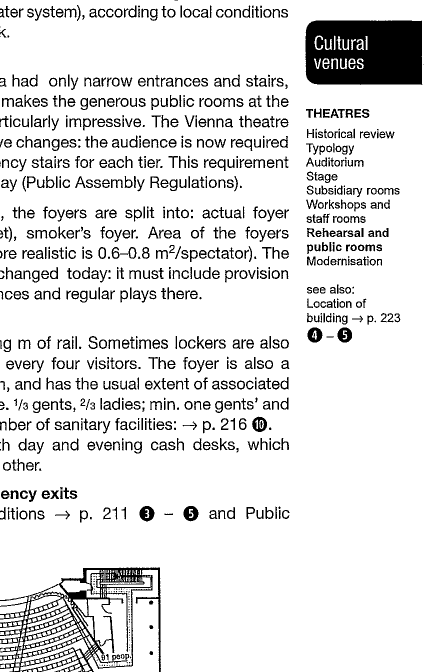 ater system), according to local conditions
k.
a had only narrow entrances and stairs,
makes the generous public rooms at the
rticularly impressive. The Vienna theatre
ve changes: the audience is now required
ency stairs for each tier. This requirement
ay (Public Assembly Regulations).
, the foyers are split into: actual foyer
et), smoker's foyer. Area of the foyers
ore realistic is 0.6–0.8 m²/spectator). The
changed today: it must include provision
nces and regular plays there.
ng m of rail. Sometimes lockers are also
every four visitors. The foyer is also a
n, and has the usual extent of associated
e. 1/3 gents, 2/3 ladies; min. one gents' and
mber of sanitary facilities: → p. 216 ❿.
th day and evening cash desks, which
other.
ency exits
ditions → p. 211 ❸ – ❺ and Public
91 peop.
Cultural
venues
THEATRES
Historical review
Typology
Auditorium
Stage
Subsidiary rooms
Workshops and
staff rooms
Rehearsal and
public rooms
Modernisation
see also:
Location of
building → p. 223
❹ – ❺